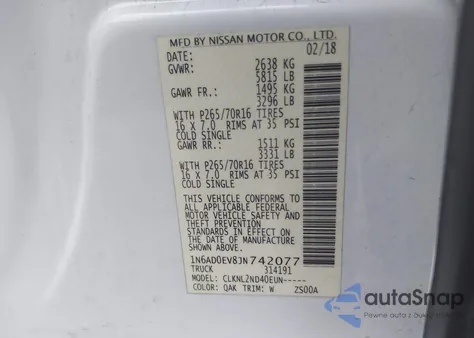 MFD BY NISSAN MOTOR CO., LTD.
DATE: 02/18
GVWR: 2638 KG
5815 LB
GAWR FR.: 1495 KG
3296 LB
WITH P265/70R16 TIRES
16 X 7.0 RIMS AT 35 PSI
COLD SINGLE
GAWR RR.: 1511 KG
3331 LB
WITH P265/70R16 TIRES
16 X 7.0 RIMS AT 35 PSI
COLD SINGLE
THIS VEHICLE CONFORMS TO
ALL APPLICABLE FEDERAL
MOTOR VEHICLE SAFETY AND
THEFT PREVENTION
STANDARDS IN EFFECT ON
THE DATE OF MANUFACTURE
SHOWN ABOVE
1N6AD0EV8JN742077
TRUCK 314191
MODEL: CLKNL2ND40EUN-----
COLOR: QAK TRIM: W ZS00A
autoSnap
Pewne auto z